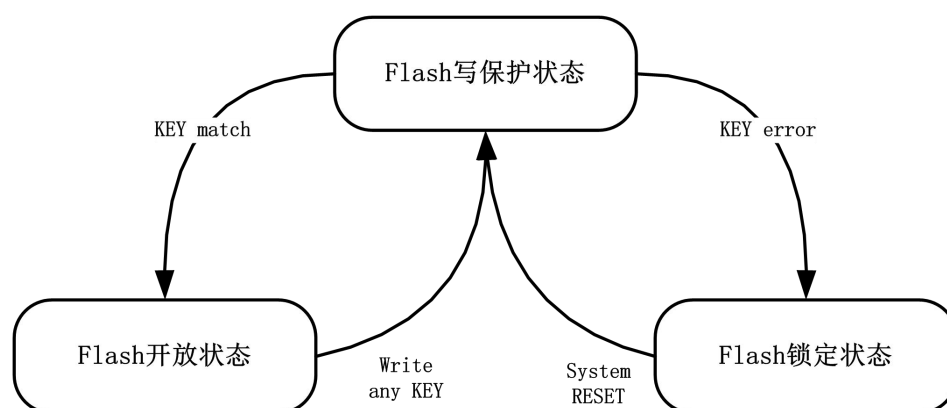 Flash写保护状态
KEY match
KEY error
Flash开放状态
Write
any KEY
System
RESET
Flash锁定状态